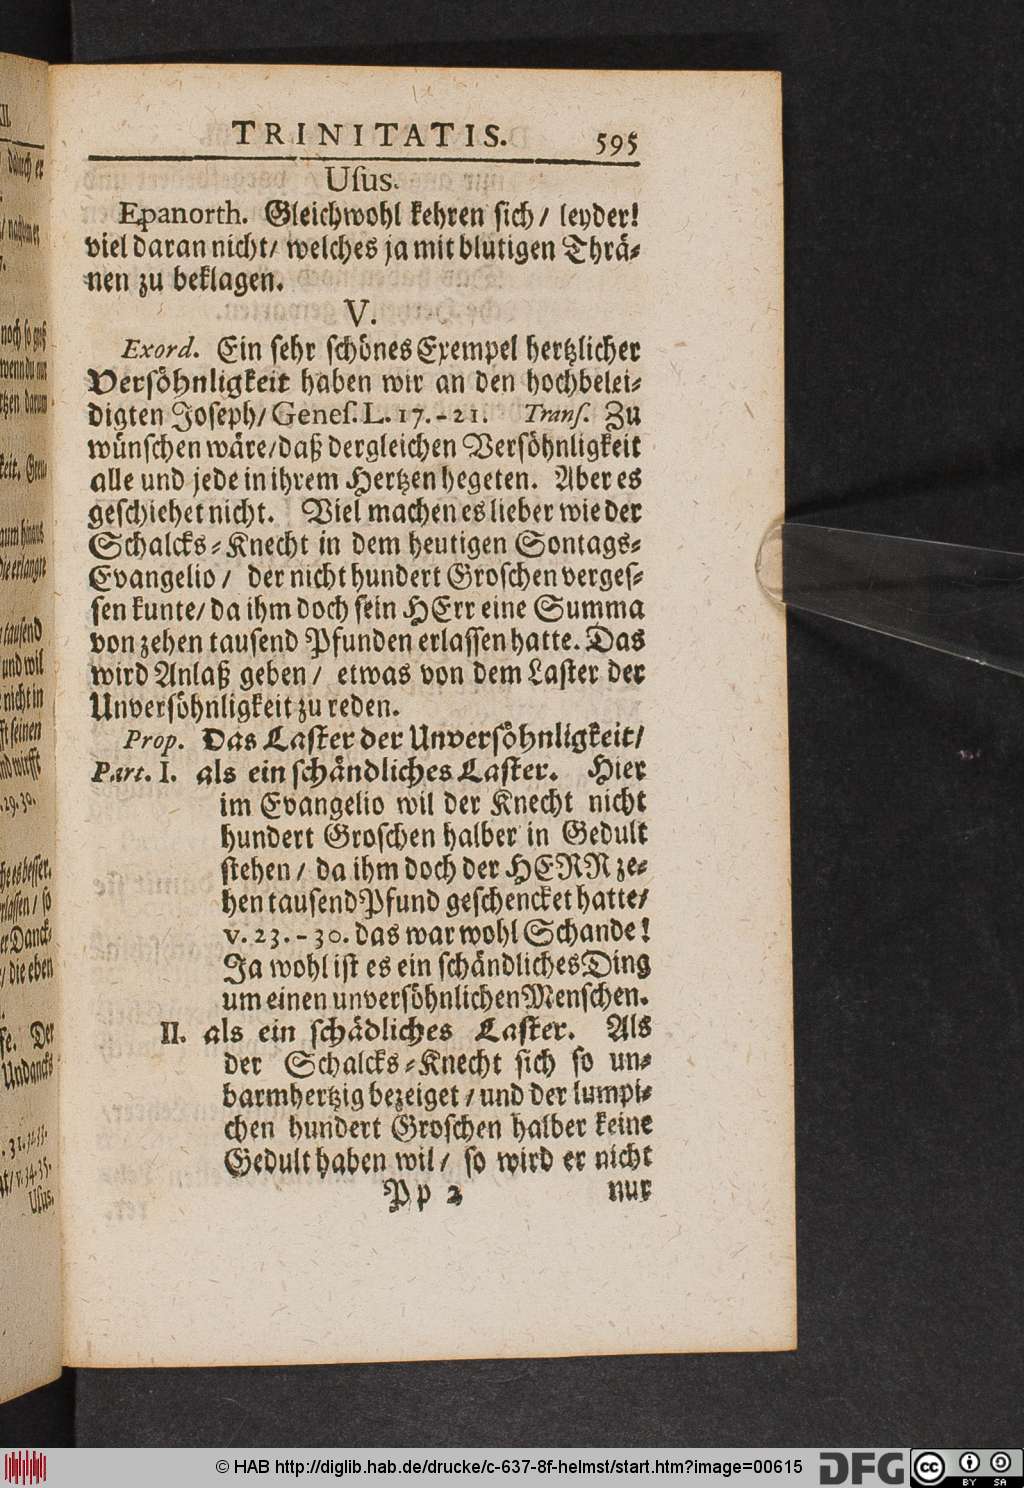 TRINITATIS. 595
Uſus.
Epanorth. Gleichwohl kehren ſich/ leyder!
viel daran nicht/ welches ja mit blutigen Thrä-
nen zu beklagen.
V.
Exord. Ein ſehr ſchönes Exempel hertzlicher
Verſöhnligkeit haben wir an den hochbelei-
digten Joſeph/ Geneſ. L. 17. - 21. Tranſ. Zu
wünſchen wäre/ daß dergleichen Verſöhnligkeit
alle und jede in ihrem Hertzen hegeten. Aber es
geſchiehet nicht. Viel machen es lieber wie der
Schalcks-Knecht in dem heutigen Sontags-
Evangelio/ der nicht hundert Groſchen vergeſ-
ſen kunte/ da ihm doch ſein HErr eine Summa
von zehen tauſend Pfunden erlaſſen hatte. Das
wird Anlaß geben/ etwas von dem Laſter der
Unverſöhnligkeit zu reden.
Prop. Das Laſter der Unverſöhnligkeit/
Part. I. als ein ſchändliches Laſter. Hier
im Evangelio wil der Knecht nicht
hundert Groſchen halber in Gedult
ſtehen/ da ihm doch der HERR ze-
hen tauſend Pfund geſchencket hatte/
v. 23. - 30. das war wohl Schande!
Ja wohl iſt es ein ſchändliches Ding
um einen unverſöhnlichen Menſchen.
II. als ein ſchädliches Laſter. Als
der Schalcks-Knecht ſich ſo un-
barmhertzig bezeiget/ und der lumpi-
chen hundert Groſchen halber keine
Gedult haben wil/ ſo wird er nicht
Pp 2 nur
© HAB http://diglib.hab.de/drucke/c-637-8f-helmst/start.htm?image=00615
DFG
cc BY SA